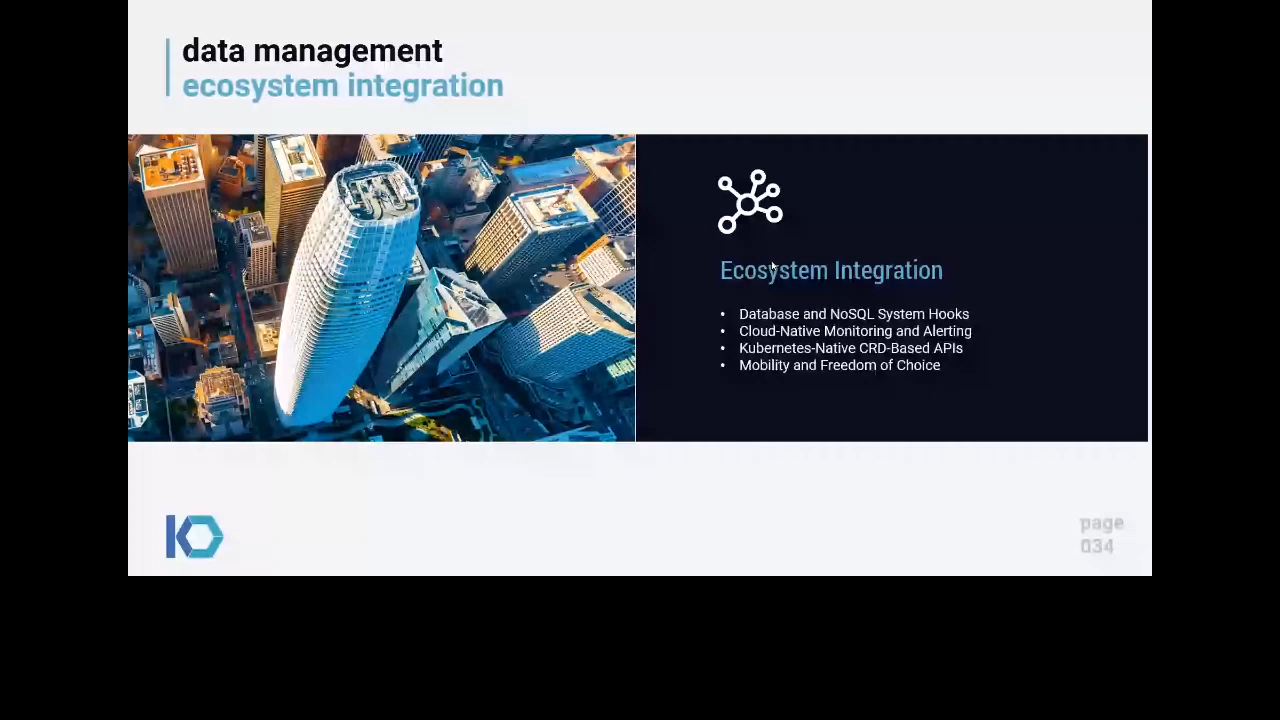 data management
ecosystem integration
Ecosystem Integration
• Database and NoSQL System Hooks
• Cloud-Native Monitoring and Alerting
• Kubernetes-Native CRD-Based APIs
• Mobility and Freedom of Choice
page
034